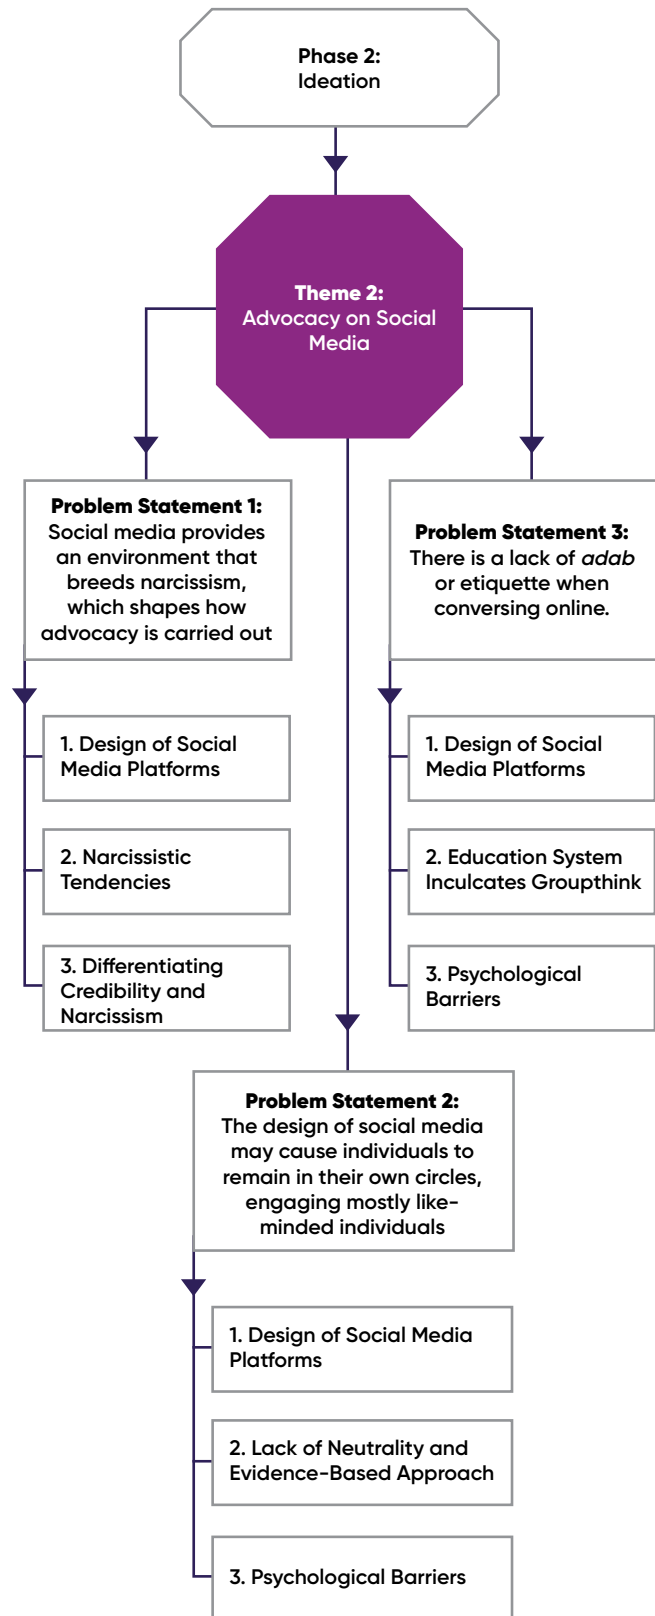 Phase 2:
Ideation
Theme 2:
Advocacy on Social
Media
Problem Statement 1:
Social media provides
an environment that
breeds narcissism,
which shapes how
advocacy is carried out
1. Design of Social
Media Platforms
2. Narcissistic
Tendencies
3. Differentiating
Credibility and
Narcissism
Problem Statement 3:
There is a lack of adab
or etiquette when
conversing online.
1. Design of Social
Media Platforms
2. Education System
Inculcates Groupthink
3. Psychological
Barriers
Problem Statement 2:
The design of social media
may cause individuals to
remain in their own circles,
engaging mostly like-
minded individuals
1. Design of Social Media
Platforms
2. Lack of Neutrality and
Evidence-Based Approach
3. Psychological Barriers